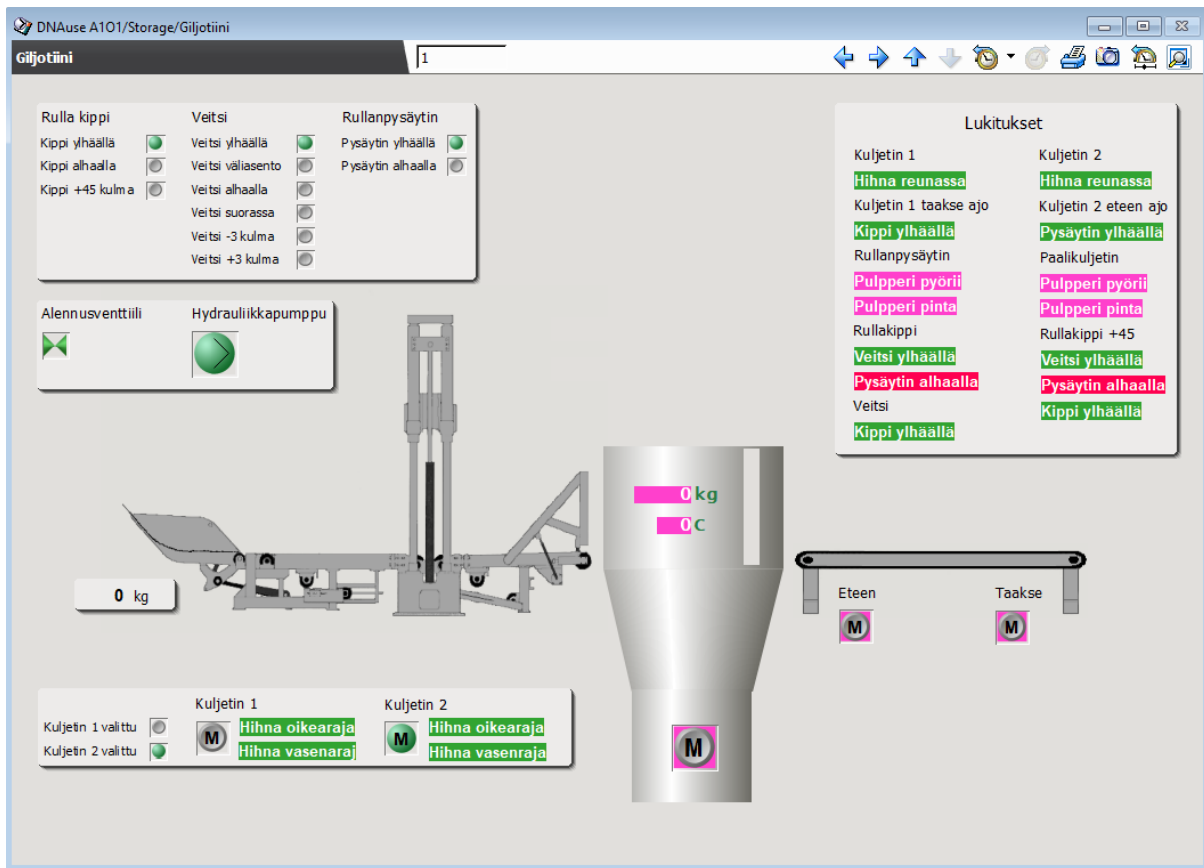 DNAuse A1O1/Storage/Giljotiini
Giljotiini
1
Rulla kippi
Kippi ylhäällä
Kippi alhaalla
Kippi +45 kulma
Veitsi
Veitsi ylhäällä
Veitsi väliasento
Veitsi alhaalla
Veitsi suorassa
Veitsi -3 kulma
Veitsi +3 kulma
Rullanpysäytin
Pysäytin ylhäällä
Pysäytin alhaalla
Alennusventtiili
Hydrauliikkapumppu
Lukitukset
Kuljetin 1
Hihna reunassa
Kuljetin 1 taakse ajo
Kippi ylhäällä
Rullanpysäytin
Pulpperi pyörii
Pulpperi pinta
Rullakippi
Veitsi ylhäällä
Pysäytin alhaalla
Veitsi
Kippi ylhäällä
Kuljetin 2
Hihna reunassa
Kuljetin 2 eteen ajo
Pysäytin ylhäällä
Paalikuljetin
Pulpperi pyörii
Pulpperi pinta
Rullakippi +45
Veitsi ylhäällä
Pysäytin alhaalla
Kippi ylhäällä
0 kg
0 C
0 kg
Eteen
M
Taakse
M
Kuljetin 1 valittu
Kuljetin 2 valittu
Kuljetin 1
M
Hihna oikearaja
Hihna vasenaraj
Kuljetin 2
M
Hihna oikearaja
Hihna vasenraja
M